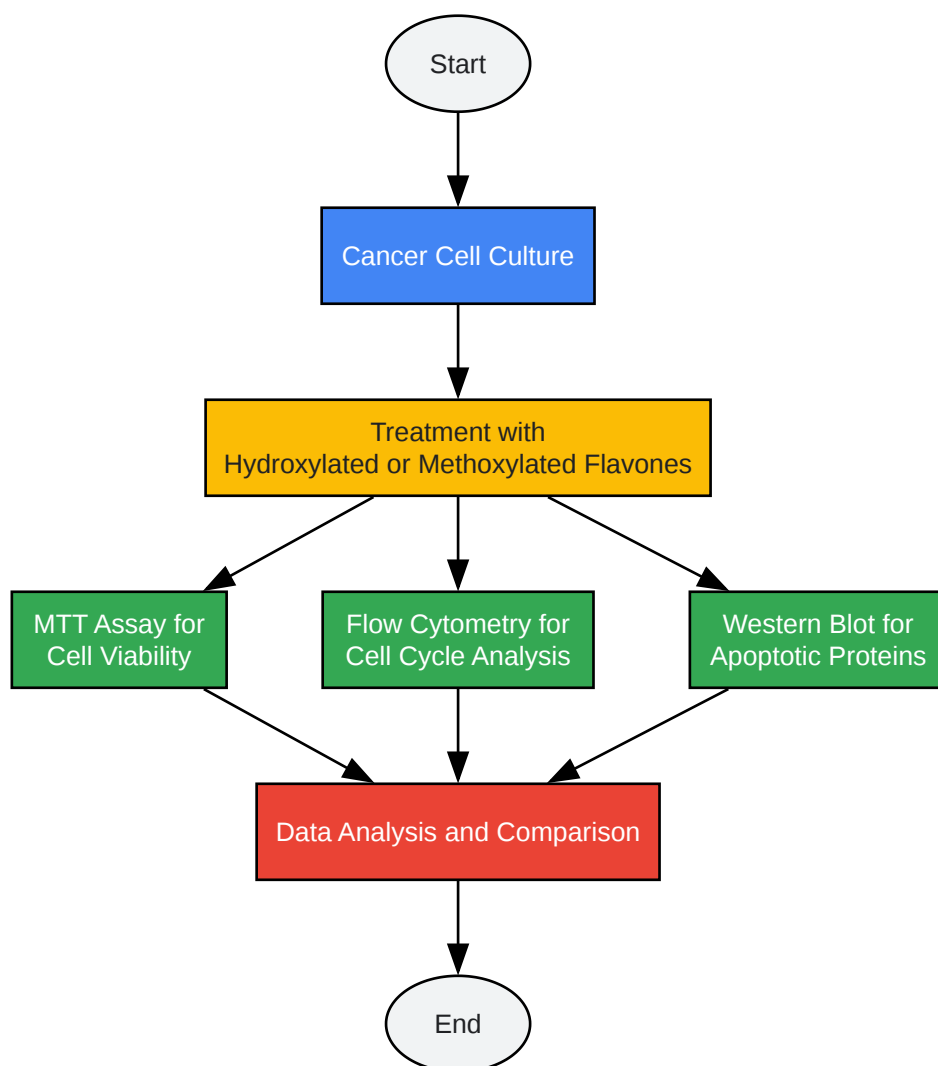 Start
Cancer Cell Culture
Treatment with
Hydroxylated or Methoxylated Flavones
MTT Assay for
Cell Viability
Flow Cytometry for
Cell Cycle Analysis
Western Blot for
Apoptotic Proteins
Data Analysis and Comparison
End